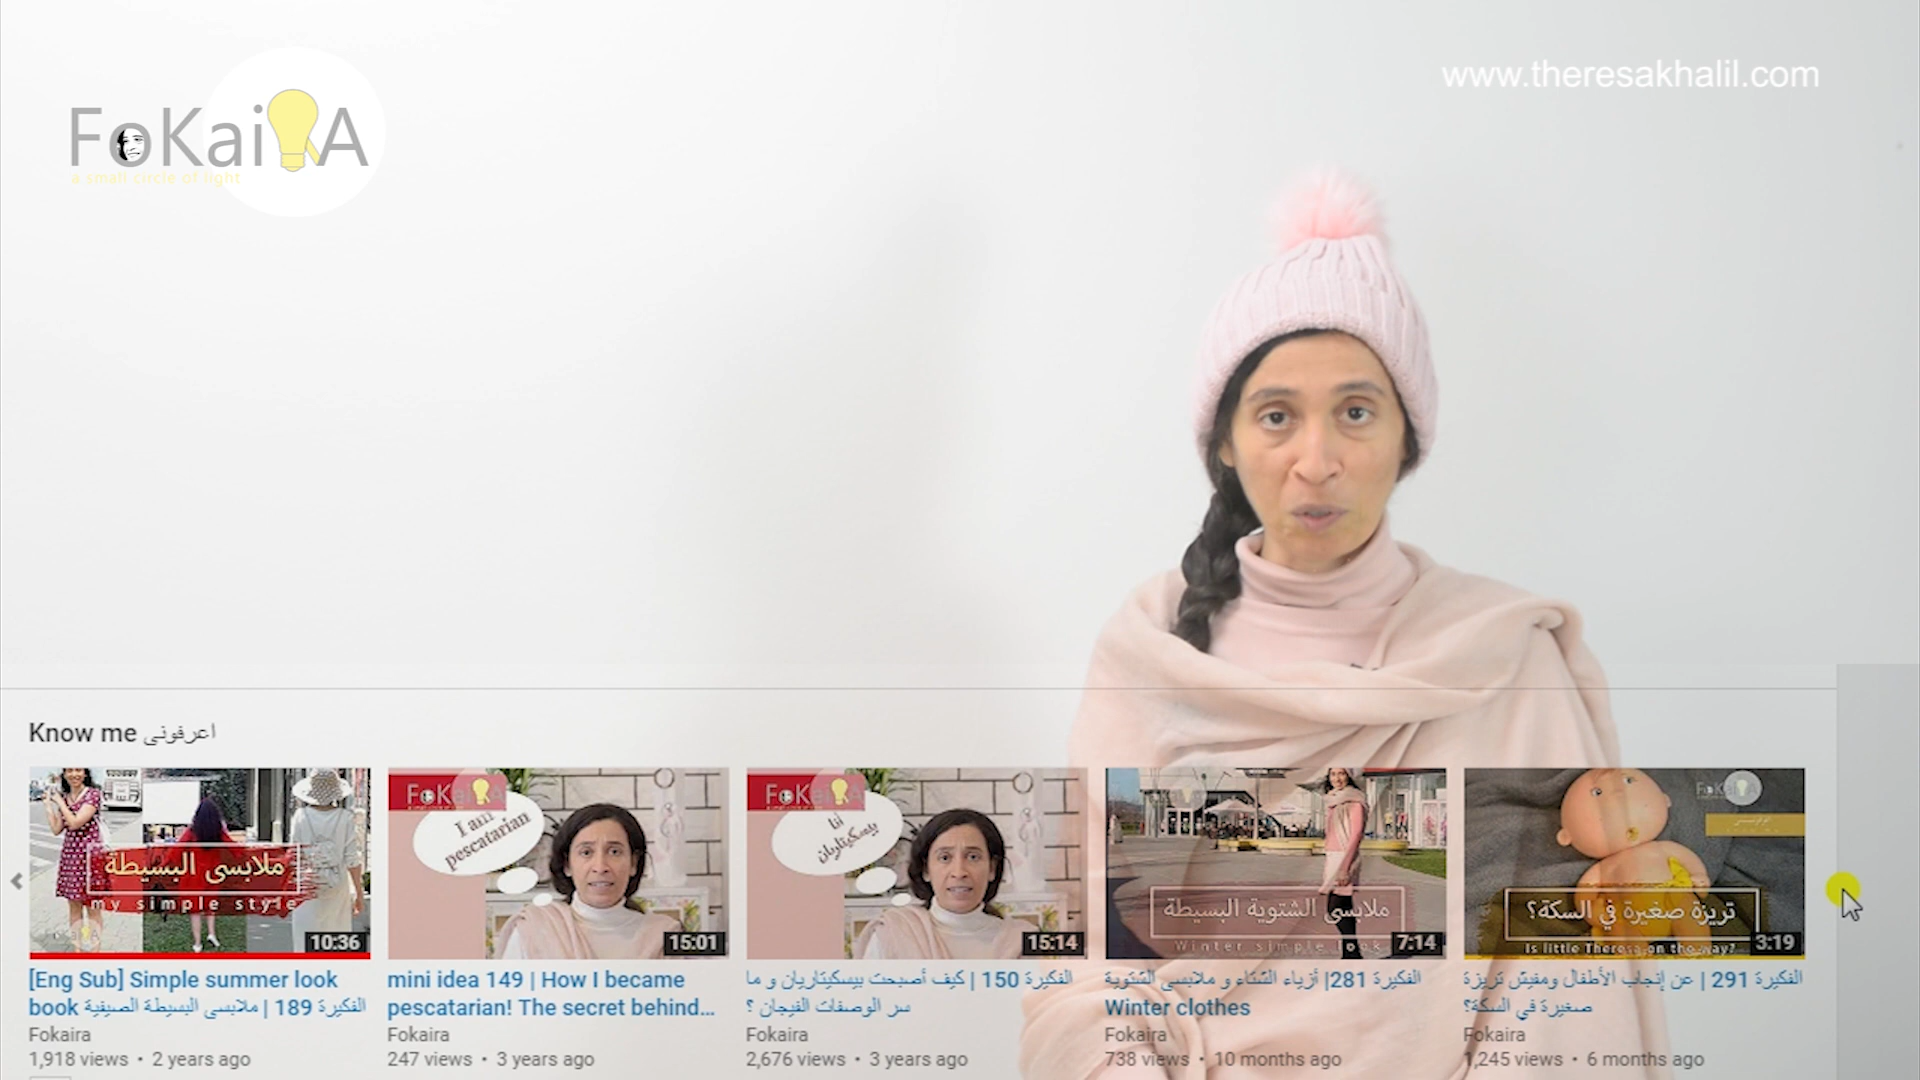 www.theresakhalil.com
FoKairA
a small circle of light
Know me اعرفونى
ملابسى البسيطة
my simple style
10:36
FoKairA
I am
pescatarian
15:01
FoKairA
أنا
بيسكيتاريان
15:14
ملابسي الشتوية البسيطة
Winter simple look
7:14
FoKairA
تريزة صغيرة في السكة؟
Is little Theresa on the way?
3:19
[Eng Sub] Simple summer look
book الفكيرة 189 | ملابسى البسيطة الصيفية
Fokaira
1,918 views • 2 years ago
mini idea 149 | How I became
pescatarian! The secret behind...
Fokaira
247 views • 3 years ago
الفكيرة 150 | كيف أصبحت بيسكيتاريان و ما
سر الوصفات الفيجان ؟
Fokaira
2,676 views • 3 years ago
الفكيرة 281| أزياء الشتاء و ملابسى الشتوية
Winter clothes
Fokaira
738 views • 10 months ago
الفكيرة 291 | عن إنجاب الأطفال ومفيش تريزة
صغيرة في السكة؟
Fokaira
1,245 views • 6 months ago